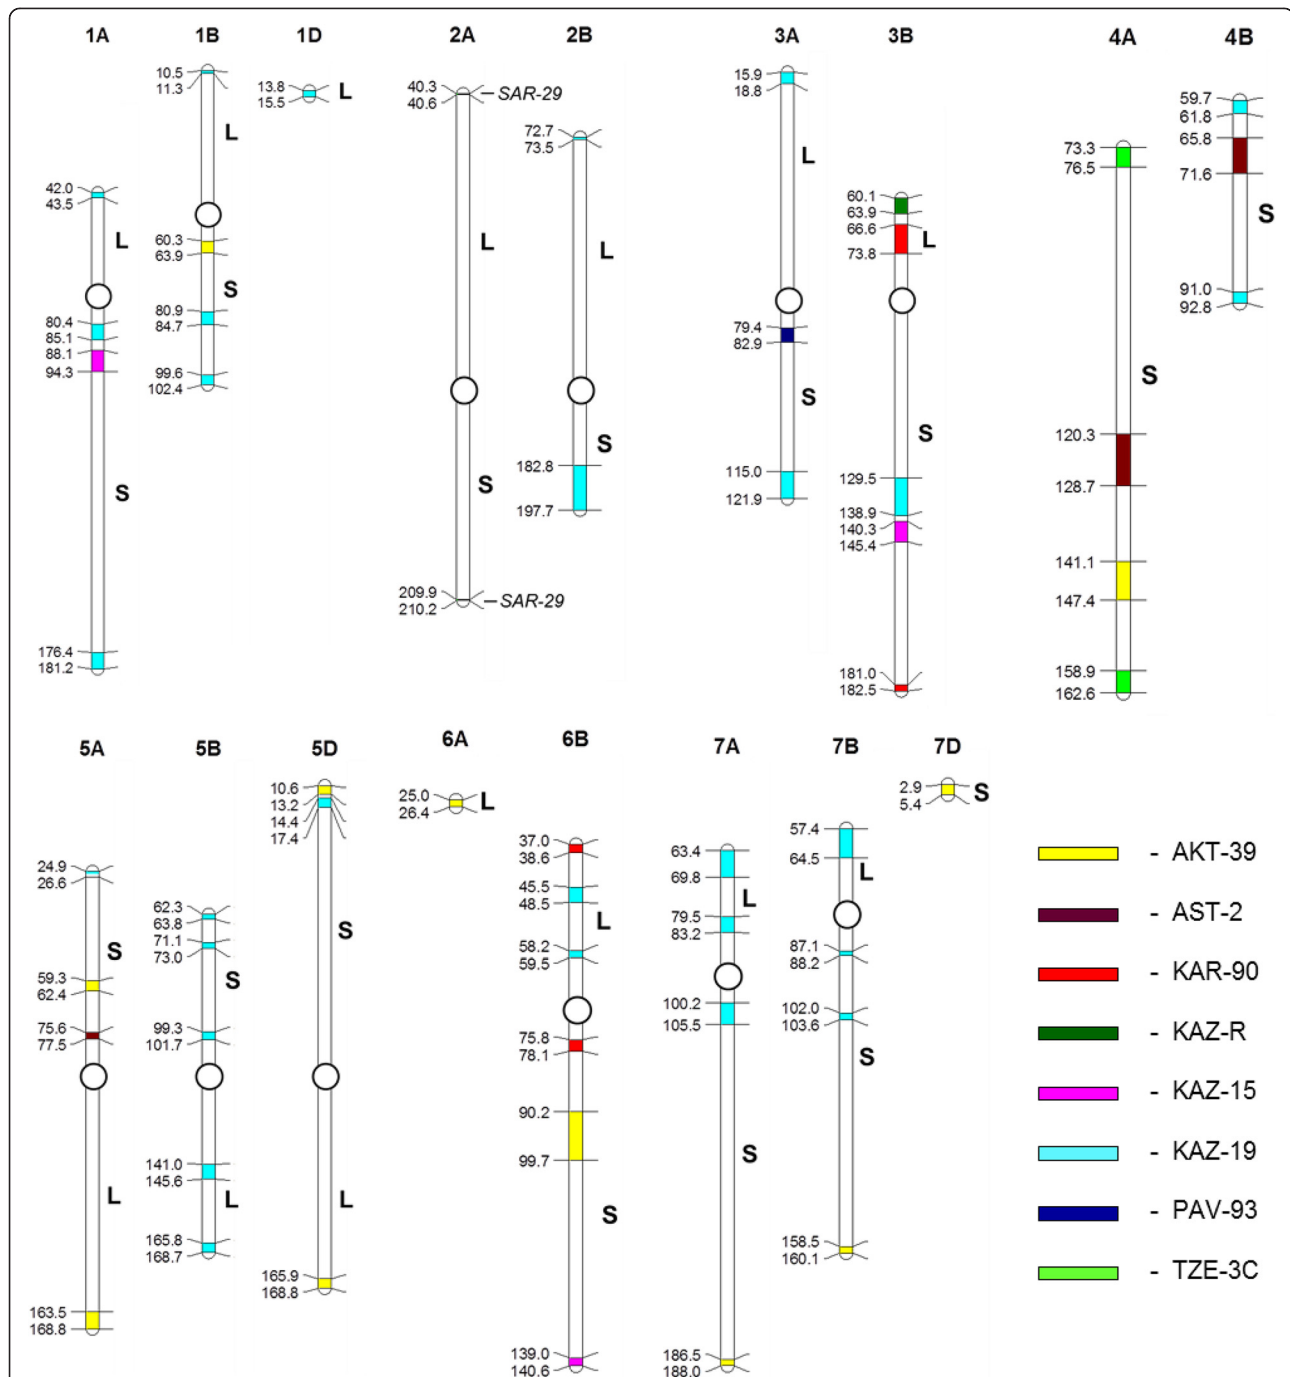 1A 1B 1D 2A 2B 3A 3B 4A 4B
10.5
11.3
L
60.3
63.9
S
80.9
84.7
99.6
102.4
42.0
43.5
L
80.4
85.1
88.1
94.3
S
176.4
181.2
13.8
15.5
L
40.3
40.6
SAR-29
L
S
209.9
210.2
SAR-29
72.7
73.5
L
S
182.8
197.7
15.9
18.8
L
79.4
82.9
S
115.0
121.9
60.1
63.9
66.6
73.8
L
S
129.5
138.9
140.3
145.4
181.0
182.5
73.3
76.5
S
120.3
128.7
141.1
147.4
158.9
162.6
59.7
61.8
65.8
71.6
S
91.0
92.8
5A 5B 5D 6A 6B 7A 7B 7D
24.9
26.6
S
59.3
62.4
75.6
77.5
L
163.5
168.8
62.3
63.8
71.1
73.0
S
99.3
101.7
141.0
145.6
L
165.8
168.7
10.6
13.2
14.4
17.4
S
L
165.9
168.8
25.0
26.4
L
37.0
38.6
45.5
48.5
L
58.2
59.5
75.8
78.1
90.2
99.7
S
139.0
140.6
63.4
69.8
L
79.5
83.2
100.2
105.5
S
186.5
188.0
57.4
64.5
L
87.1
88.2
102.0
103.6
S
158.5
160.1
2.9
5.4
S
- AKT-39
- AST-2
- KAR-90
- KAZ-R
- KAZ-15
- KAZ-19
- PAV-93
- TZE-3C